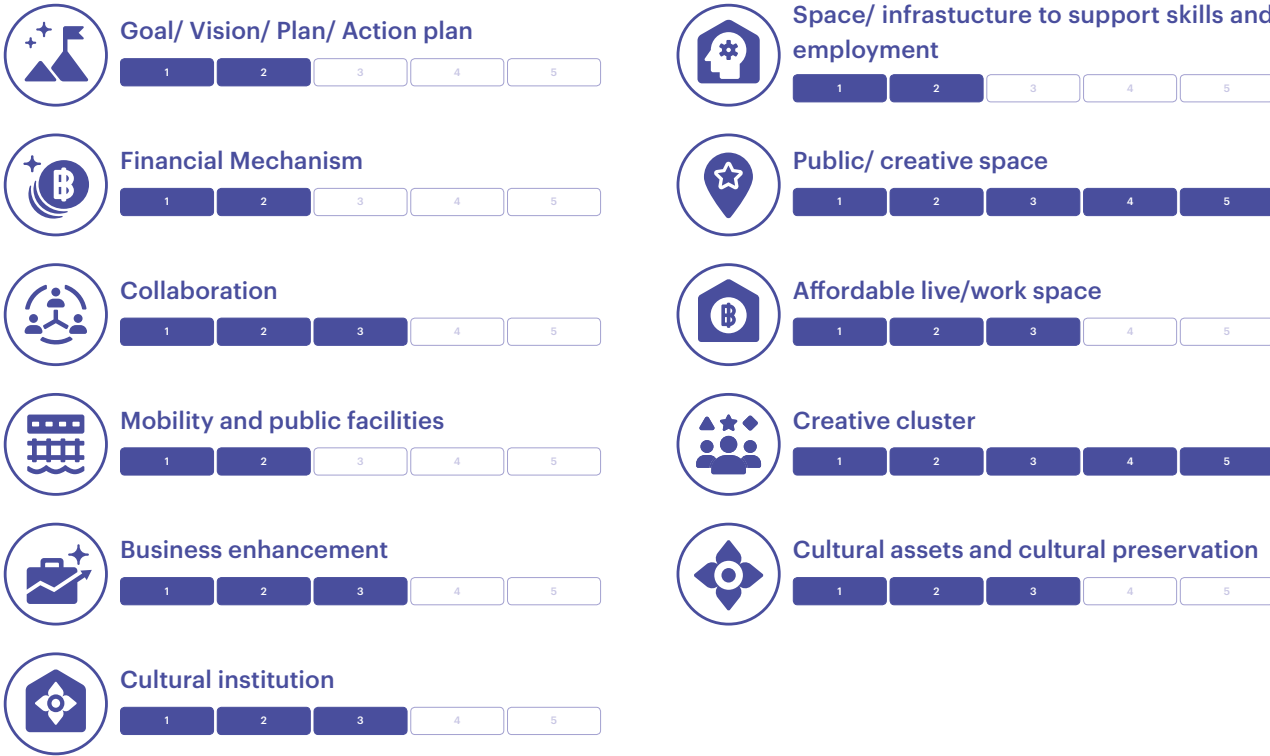 Goal/ Vision/ Plan/ Action plan
1 2 3 4 5
Financial Mechanism
1 2 3 4 5
Collaboration
1 2 3 4 5
Mobility and public facilities
1 2 3 4 5
Business enhancement
1 2 3 4 5
Cultural institution
1 2 3 4 5
Space/ infrastucture to support skills and
employment
1 2 3 4 5
Public/ creative space
1 2 3 4 5
Affordable live/work space
1 2 3 4 5
Creative cluster
1 2 3 4 5
Cultural assets and cultural preservation
1 2 3 4 5